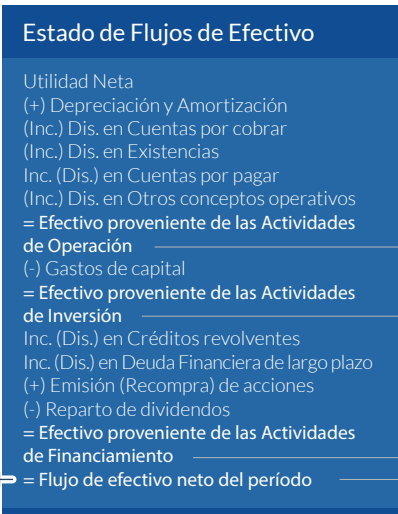 Estado de Flujos de Efectivo
Utilidad Neta
(+) Depreciación y Amortización
(Inc.) Dis. en Cuentas por cobrar
(Inc.) Dis. en Existencias
Inc. (Dis.) en Cuentas por pagar
(Inc.) Dis. en Otros conceptos operativos
= Efectivo proveniente de las Actividades
de Operación
(-) Gastos de capital
= Efectivo proveniente de las Actividades
de Inversión
Inc. (Dis.) en Créditos revolventes
Inc. (Dis.) en Deuda Financiera de largo plazo
(+) Emisión (Recompra) de acciones
(-) Reparto de dividendos
= Efectivo proveniente de las Actividades
de Financiamiento
= Flujo de efectivo neto del período